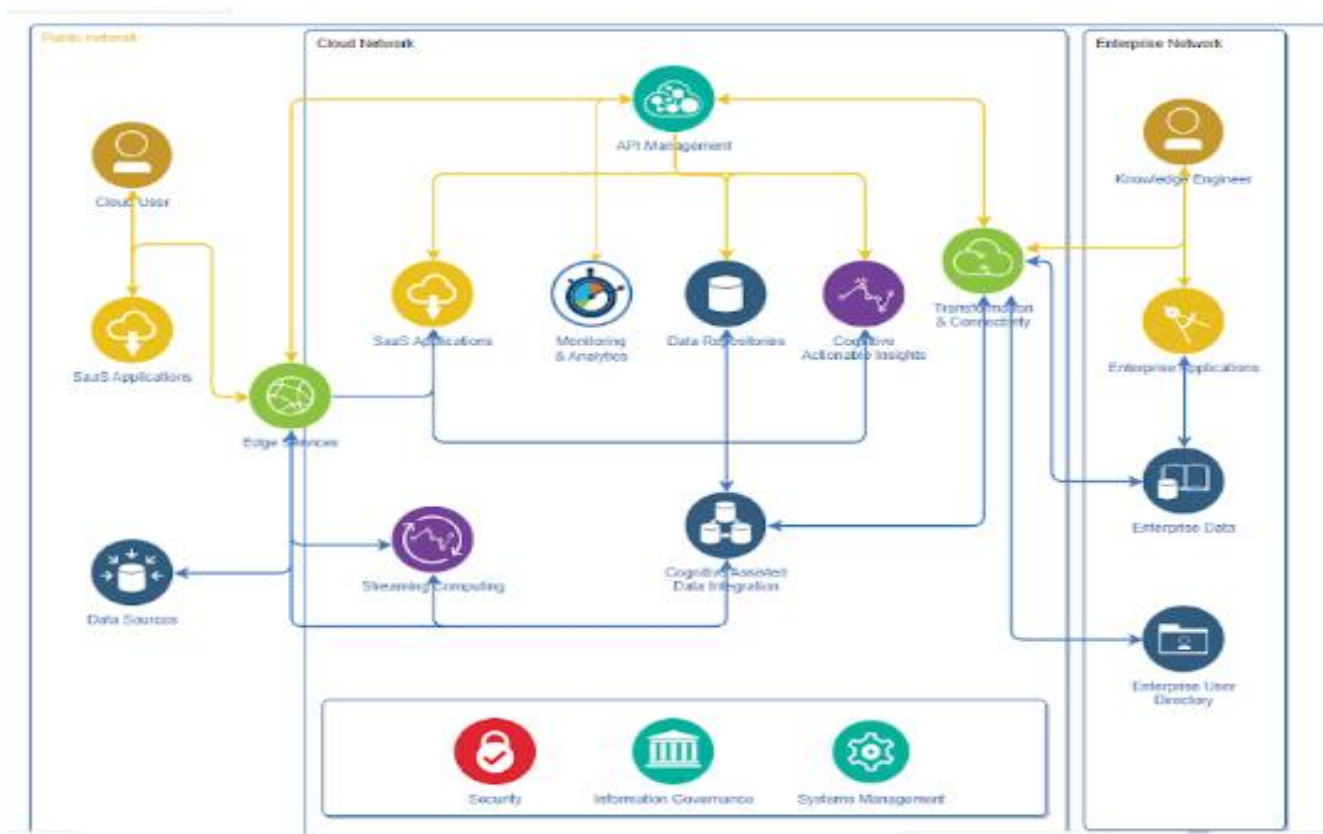 Public network
Cloud Network
Enterprise Network
API Management
Cloud User
Knowledge Engineer
SaaS Applications
SaaS Applications
Monitoring
& Analytics
Data Repositories
Cognitive
Actionable Insights
Transformation
& Connectivity
Enterprise Applications
Edge Services
Enterprise Data
Streaming Computing
Cognitive Assisted
Data Integration
Data Sources
Enterprise User
Directory
Security
Information Governance
Systems Management